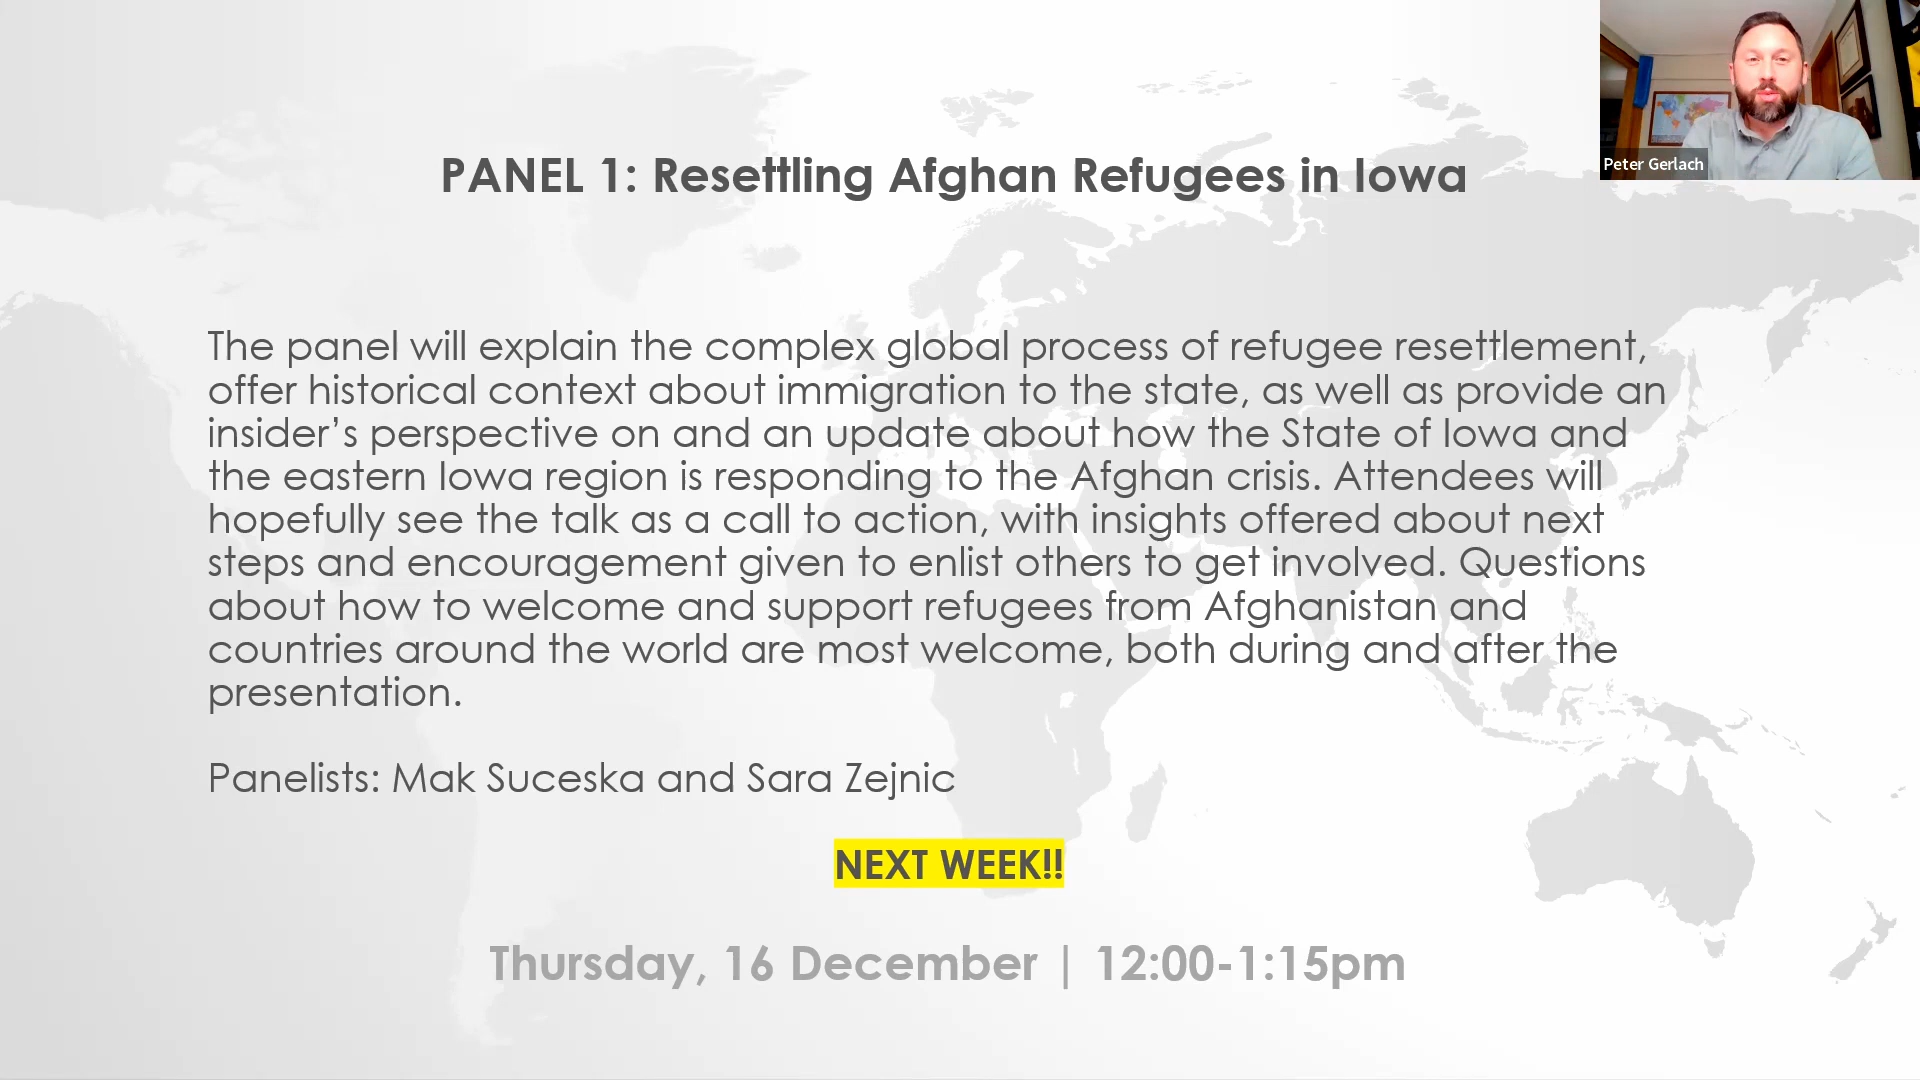 PANEL 1: Resettling Afghan Refugees in Iowa
Peter Gerlach
The panel will explain the complex global process of refugee resettlement,
offer historical context about immigration to the state, as well as provide an
insider’s perspective on and an update about how the State of Iowa and
the eastern Iowa region is responding to the Afghan crisis. Attendees will
hopefully see the talk as a call to action, with insights offered about next
steps and encouragement given to enlist others to get involved. Questions
about how to welcome and support refugees from Afghanistan and
countries around the world are most welcome, both during and after the
presentation.
Panelists: Mak Suceska and Sara Zejnic
NEXT WEEK!!
Thursday, 16 December | 12:00-1:15pm